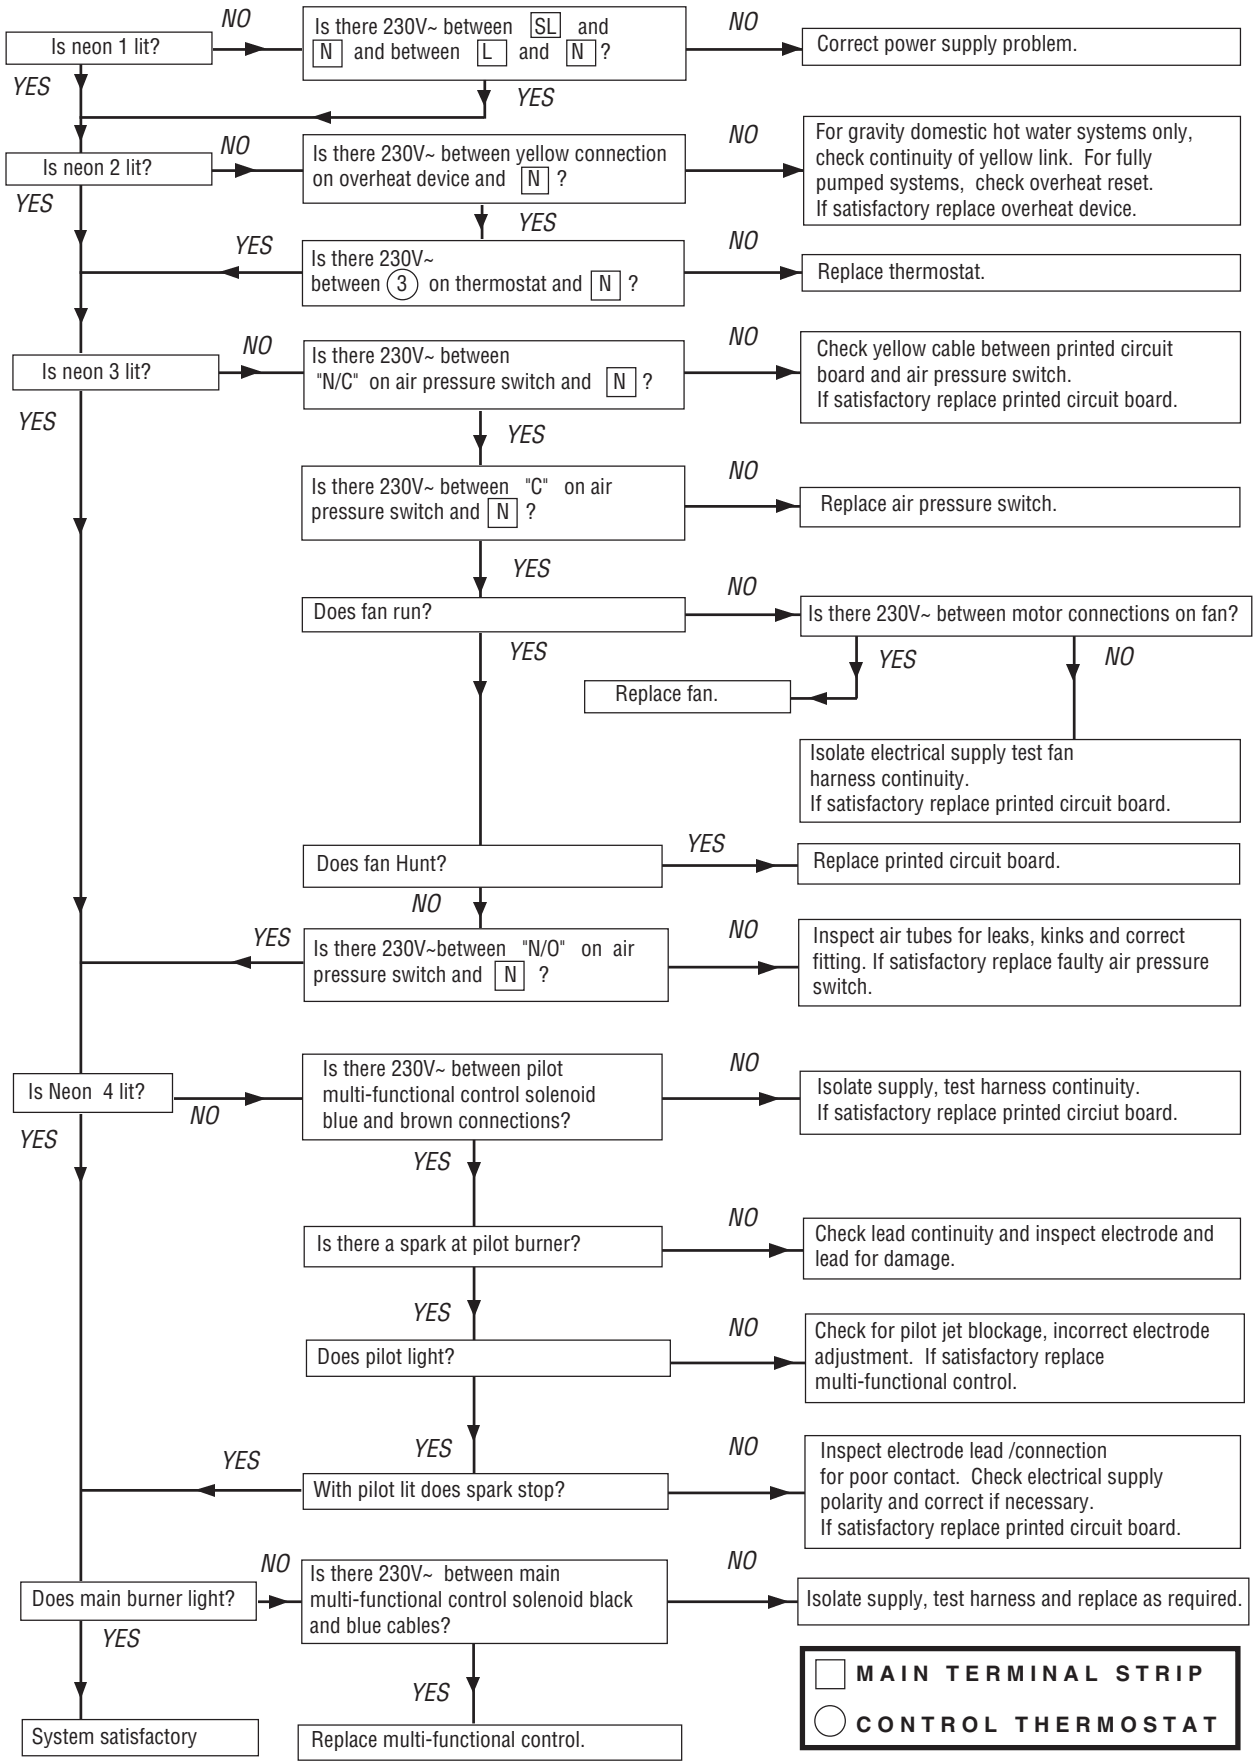 Is neon 1 lit?
NO
Is there 230V~ between SL and
N and between L and N ?
NO
Correct power supply problem.
YES
YES
Is neon 2 lit?
NO
Is there 230V~ between yellow connection
on overheat device and N ?
NO
For gravity domestic hot water systems only,
check continuity of yellow link. For fully
pumped systems, check overheat reset.
If satisfactory replace overheat device.
YES
YES
YES
Is there 230V~
between 3 on thermostat and N ?
NO
Replace thermostat.
Is neon 3 lit?
NO
Is there 230V~ between
"N/C" on air pressure switch and N ?
NO
Check yellow cable between printed circuit
board and air pressure switch.
If satisfactory replace printed circuit board.
YES
YES
Is there 230V~ between "C" on air
pressure switch and N ?
NO
Replace air pressure switch.
YES
Does fan run?
NO
Is there 230V~ between motor connections on fan?
YES
YES
NO
Replace fan.
Isolate electrical supply test fan
harness continuity.
If satisfactory replace printed circuit board.
Does fan Hunt?
YES
Replace printed circuit board.
NO
YES
Is there 230V~between "N/O" on air
pressure switch and N ?
NO
Inspect air tubes for leaks, kinks and correct
fitting. If satisfactory replace faulty air pressure
switch.
Is Neon 4 lit?
NO
Is there 230V~ between pilot
multi-functional control solenoid
blue and brown connections?
NO
Isolate supply, test harness continuity.
If satisfactory replace printed circiut board.
YES
YES
Is there a spark at pilot burner?
NO
Check lead continuity and inspect electrode and
lead for damage.
YES
Does pilot light?
NO
Check for pilot jet blockage, incorrect electrode
adjustment. If satisfactory replace
multi-functional control.
YES
YES
With pilot lit does spark stop?
NO
Inspect electrode lead /connection
for poor contact. Check electrical supply
polarity and correct if necessary.
If satisfactory replace printed circuit board.
Does main burner light?
NO
Is there 230V~ between main
multi-functional control solenoid black
and blue cables?
NO
Isolate supply, test harness and replace as required.
YES
YES
System satisfactory
Replace multi-functional control.
MAIN TERMINAL STRIP
CONTROL THERMOSTAT